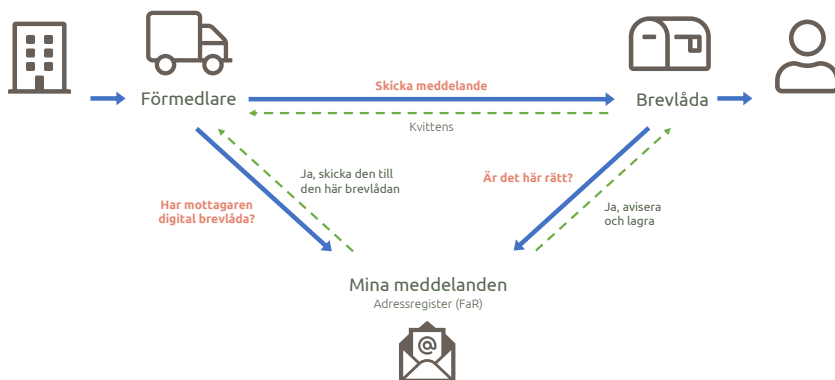 Skicka meddelande
Förmedlare
Brevlåda
Kvittens
Ja, skicka den till
den här brevlådan
Är det här rätt?
Har mottagaren
digital brevlåda?
Ja, avisera
och lagra
Mina meddelanden
Adressregister (FaR)
@